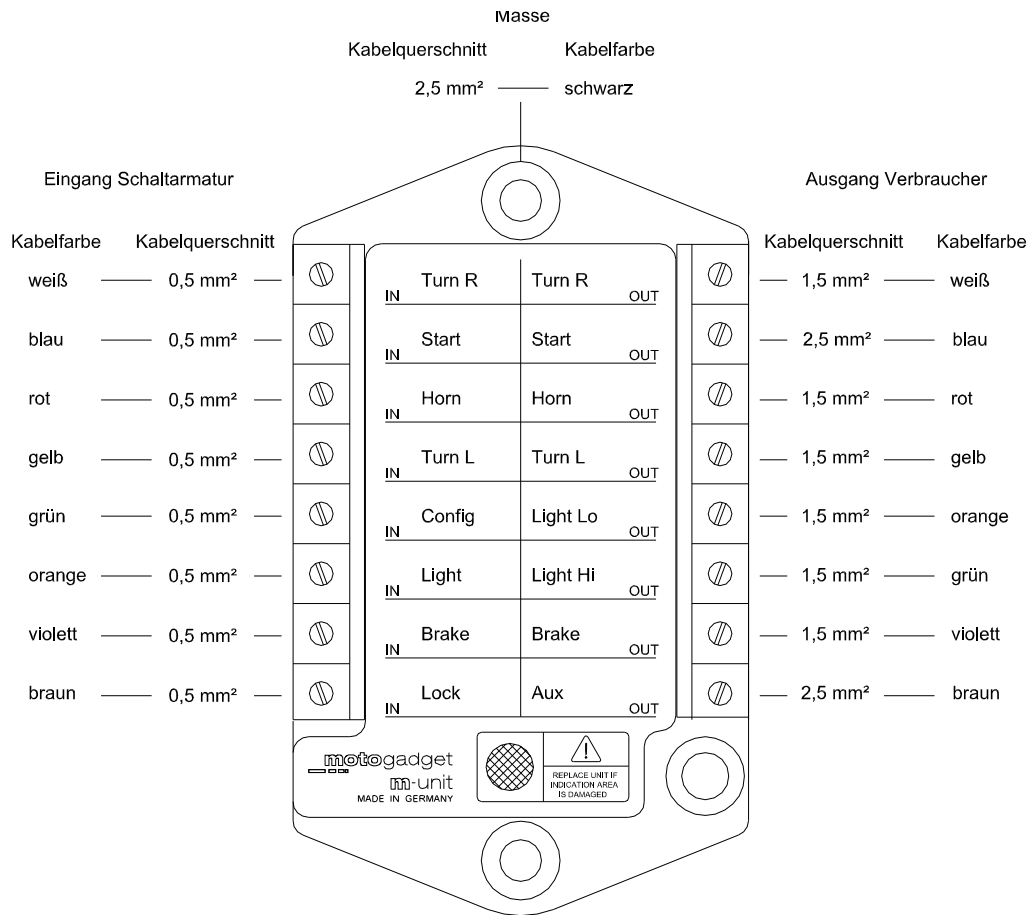 Masse
Kabelquerschnitt Kabelfarbe
2,5 mm² schwarz
Eingang Schaltarmatur Ausgang Verbraucher
Kabelfarbe Kabelquerschnitt Kabelquerschnitt Kabelfarbe
weiß 0,5 mm² IN Turn R Turn R OUT 1,5 mm² weiß
blau 0,5 mm² IN Start Start OUT 2,5 mm² blau
rot 0,5 mm² IN Horn Horn OUT 1,5 mm² rot
gelb 0,5 mm² IN Turn L Turn L OUT 1,5 mm² gelb
grün 0,5 mm² IN Config Light Lo OUT 1,5 mm² orange
orange 0,5 mm² IN Light Light Hi OUT 1,5 mm² grün
violett 0,5 mm² IN Brake Brake OUT 1,5 mm² violett
braun 0,5 mm² IN Lock Aux OUT 2,5 mm² braun
motogadget
m-unit
MADE IN GERMANY
REPLACE UNIT IF
INDICATION AREA
IS DAMAGED